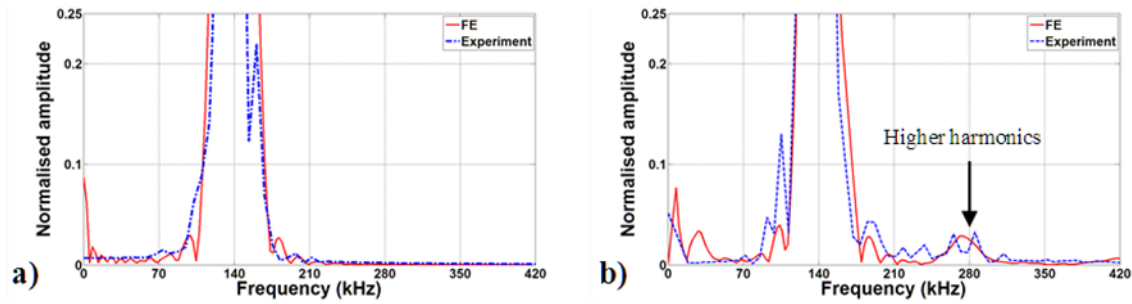 0.25
0.2
0.1
0
Normalised amplitude
FE
Experiment
0 70 140 210 280 350 420
Frequency (kHz)
a)
0.25
0.2
0.1
0
Normalised amplitude
FE
Experiment
Higher harmonics
0 70 140 210 280 350 420
Frequency (kHz)
b)